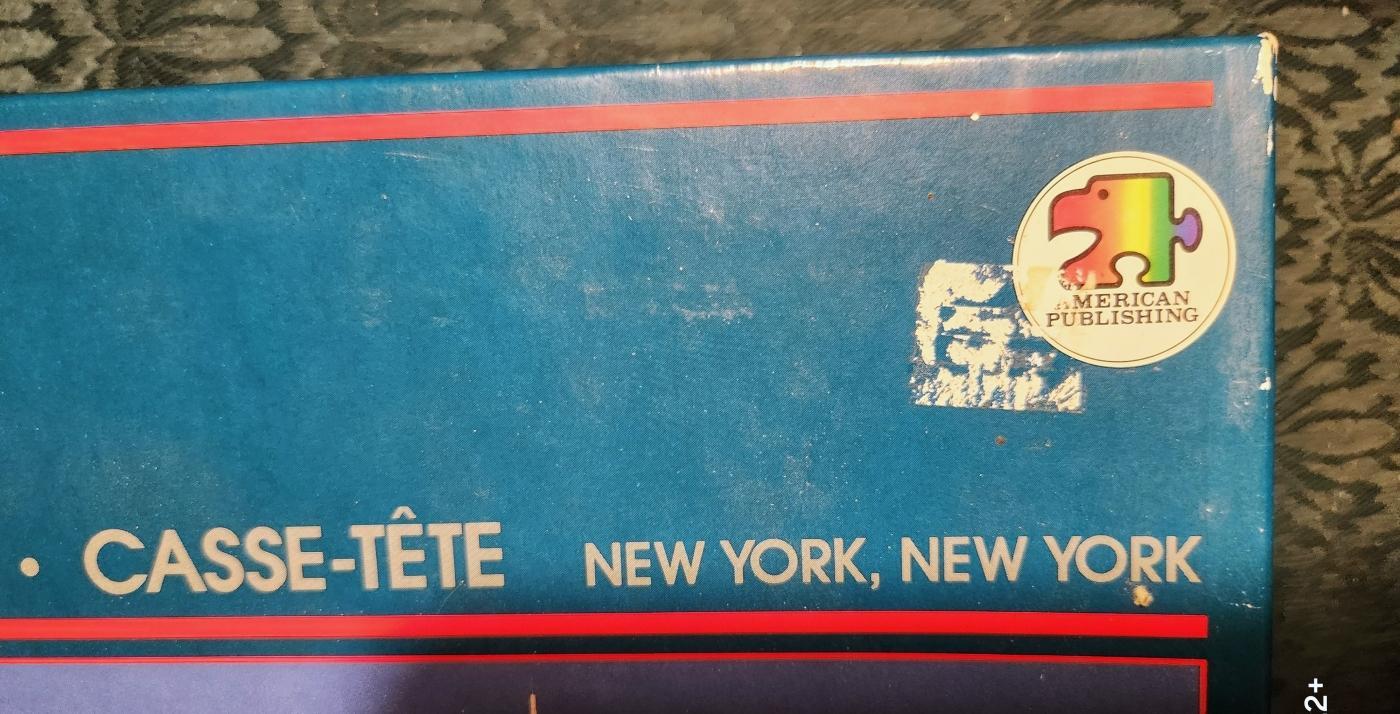 AMERICAN
PUBLISHING
• CASSE-TÊTE NEW YORK, NEW YORK
2+